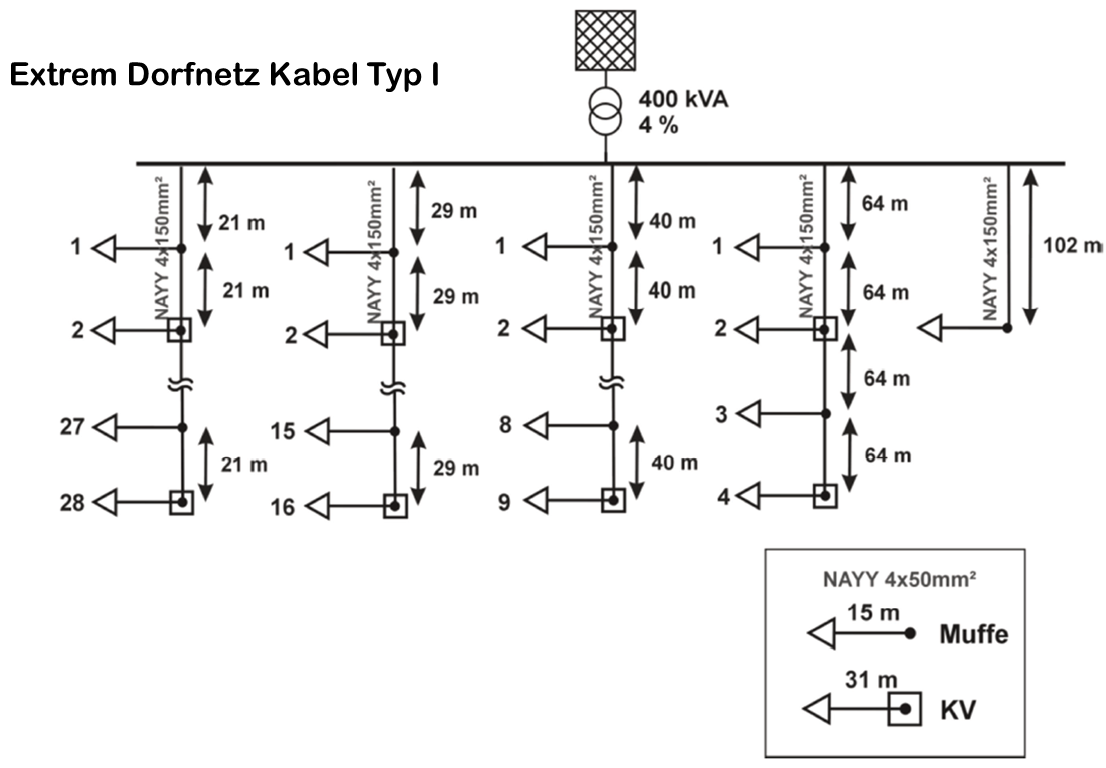 Extrem Dorfnetz Kabel Typ I
400 kVA
4 %
NAYY 4x150mm²
21 m
1
21 m
2
27
21 m
28
NAYY 4x150mm²
29 m
1
29 m
2
15
29 m
16
NAYY 4x150mm²
40 m
1
40 m
2
8
40 m
9
NAYY 4x150mm²
64 m
1
64 m
2
64 m
3
64 m
4
NAYY 4x150mm²
102 m
NAYY 4x50mm²
15 m
Muffe
31 m
KV